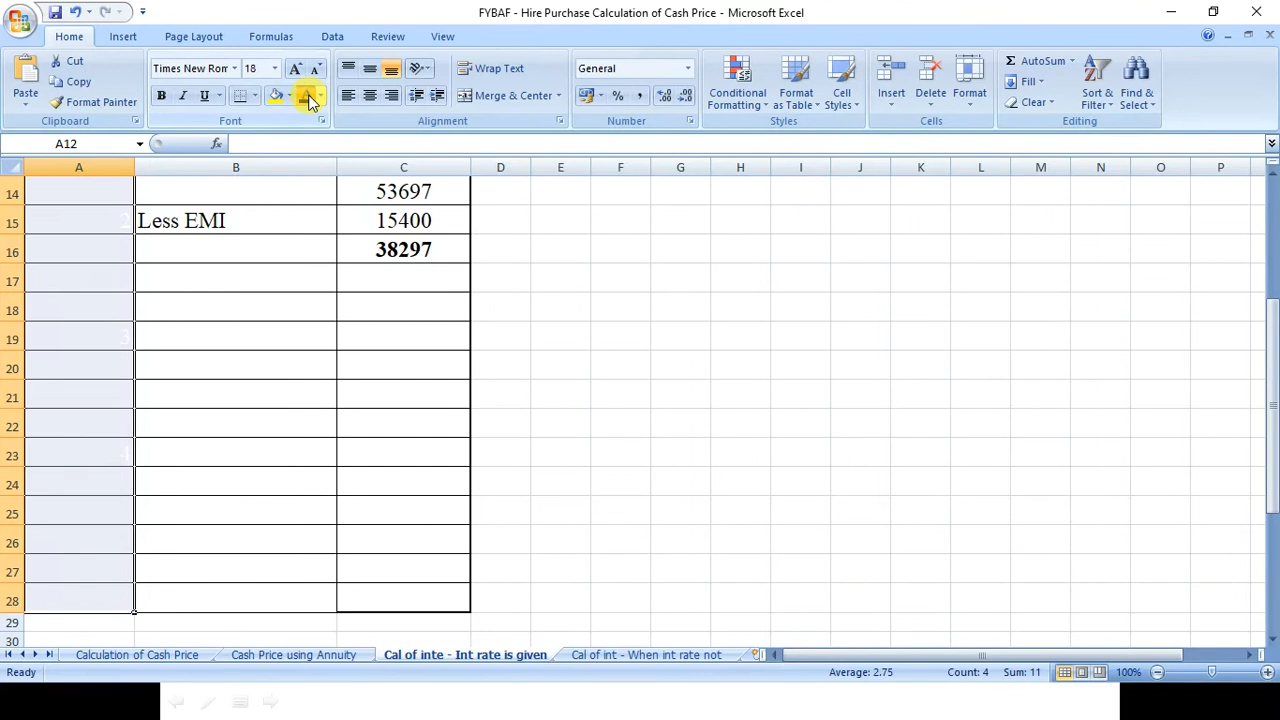 FYBAF - Hire Purchase Calculation of Cash Price - Microsoft Excel
Home Insert Page Layout Formulas Data Review View
Paste Cut Copy Format Painter Clipboard
Times New Rom 18 B I U A Font
Wrap Text Merge & Center Alignment
General % , Number
Conditional Formatting Format as Table Cell Styles Styles
Insert Delete Format Cells
Σ AutoSum Fill Clear Sort & Filter Find & Select Editing
A12 fx
A B C D E F G H I J K L M N O P
14 53697
15 2 Less EMI 15400
16 38297
17
18
19 3
20
21
22
23 4
24
25
26
27
28
29
30
Calculation of Cash Price Cash Price using Annuity Cal of inte - Int rate is given Cal of int - When int rate not
Ready Average: 2.75 Count: 4 Sum: 11 100%